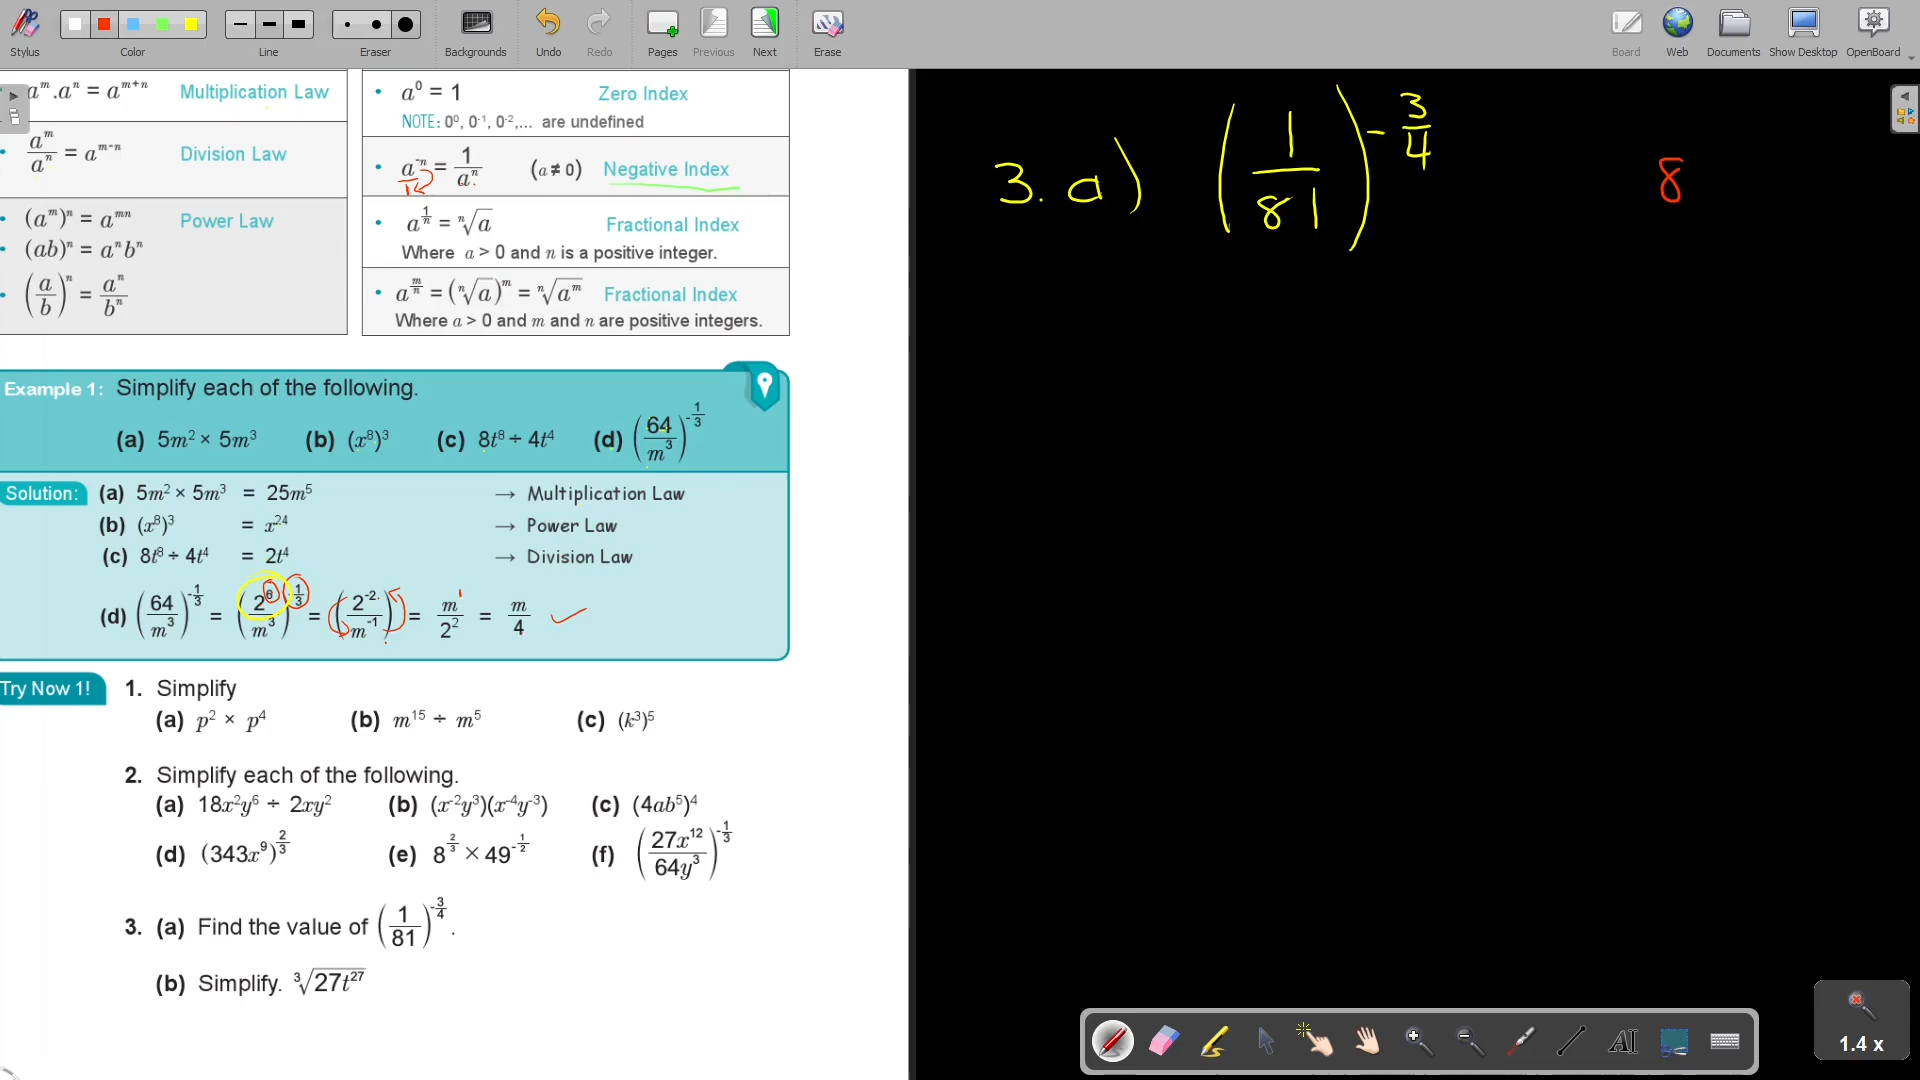 Stylus Color Line Eraser Backgrounds Undo Redo Pages Previous Next Erase Board Web Documents Show Desktop OpenBoard
aᵐ.aⁿ = aᵐ⁺ⁿ Multiplication Law
aᵐ/aⁿ = aᵐ⁻ⁿ Division Law
• (aᵐ)ⁿ = aᵐⁿ Power Law
• (ab)ⁿ = aⁿbⁿ
• (a/b)ⁿ = aⁿ/bⁿ
• a⁰ = 1 Zero Index
NOTE: 0⁰, 0⁻¹, 0⁻²,... are undefined
• a⁻ⁿ = 1/aⁿ (a ≠ 0) Negative Index
1
• a^(1/n) = ⁿ√a Fractional Index
Where a > 0 and n is a positive integer.
• a^(m/n) = (ⁿ√a)ᵐ = ⁿ√aᵐ Fractional Index
Where a > 0 and m and n are positive integers.
Example 1: Simplify each of the following.
(a) 5m² × 5m³ (b) (x⁸)³ (c) 8t⁸ ÷ 4t⁴ (d) (64/m³)^(-1/3)
Solution: (a) 5m² × 5m³ = 25m⁵ → Multiplication Law
(b) (x⁸)³ = x²⁴ → Power Law
(c) 8t⁸ ÷ 4t⁴ = 2t⁴ → Division Law
(d) (64/m³)^(-1/3) = (2⁶/m³)^(-1/3) = (2⁻²/m⁻¹) = m¹/2² = m/4
Try Now 1! 1. Simplify
(a) p² × p⁴ (b) m¹⁵ ÷ m⁵ (c) (k³)⁵
2. Simplify each of the following.
(a) 18x²y⁶ ÷ 2xy² (b) (x⁻²y³)(x⁻⁴y⁻³) (c) (4ab⁵)⁴
(d) (343x⁹)^(2/3) (e) 8^(2/3) × 49^(-1/2) (f) (27x¹²/64y³)^(-1/3)
3. (a) Find the value of (1/81)^(-3/4).
(b) Simplify. ³√27t²⁷
3. a) (1/81)^(-3/4) 8
AI
1.4 x